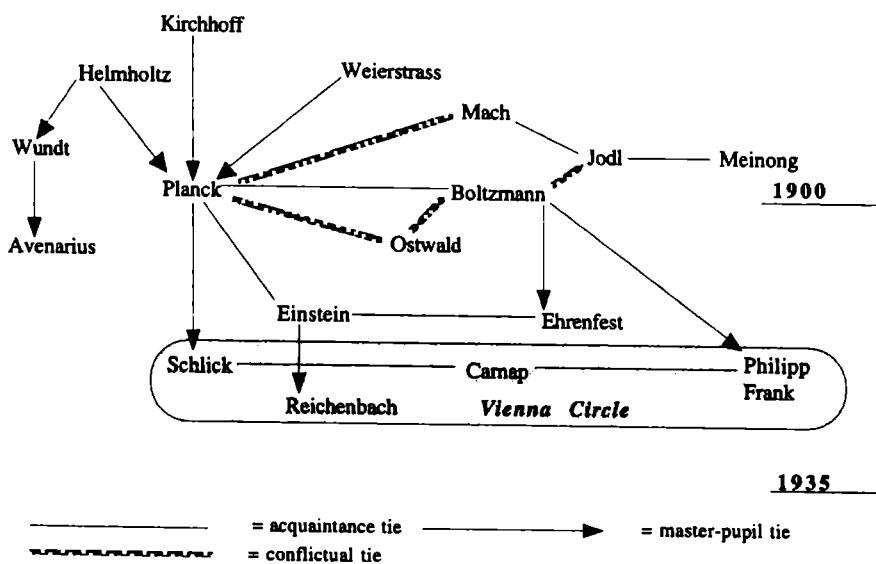 Kirchhoff
Helmholtz
Weierstrass
Mach
Wundt
Jodl
Meinong
Planck
Boltzmann
1900
Avenarius
Ostwald
Einstein
Ehrenfest
Schlick
Carnap
Philipp
Frank
Reichenbach
Vienna Circle
1935
= acquaintance tie
= master-pupil tie
= conflictual tie